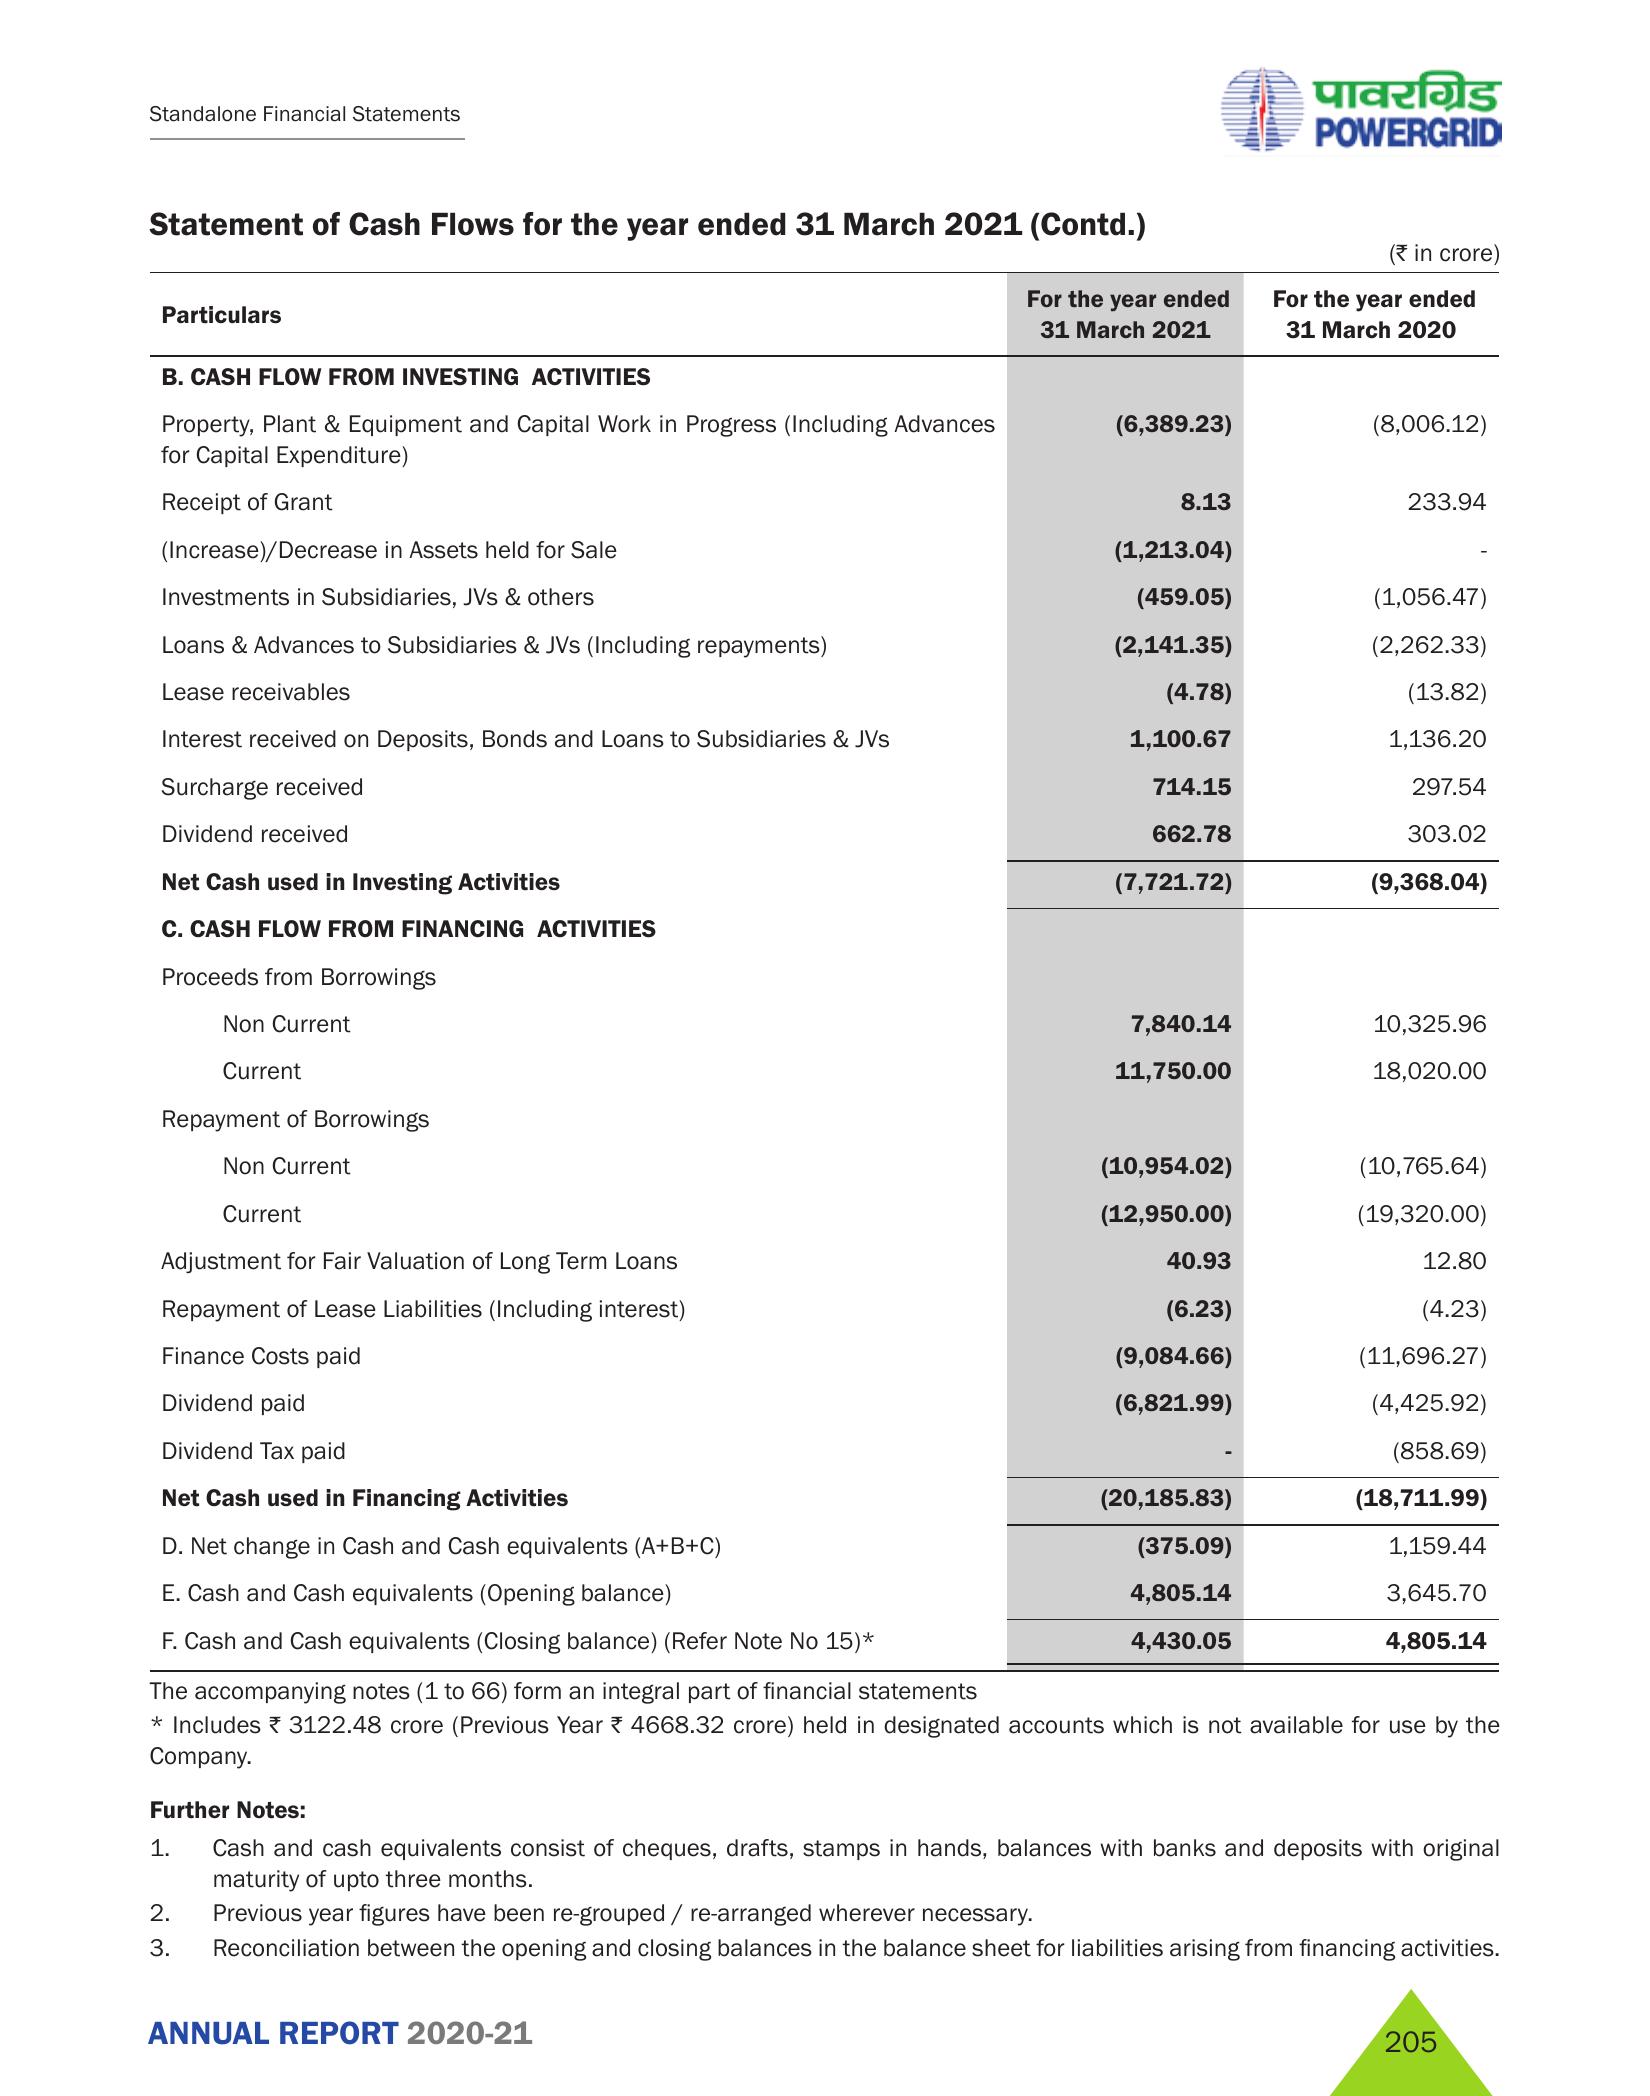 Standalone Financial Statements
पावरग्रिड
POWERGRID
Statement of Cash Flows for the year ended 31 March 2021 (Contd.)
(₹ in crore)
Particulars For the year ended 31 March 2021 For the year ended 31 March 2020
B. CASH FLOW FROM INVESTING ACTIVITIES
Property, Plant & Equipment and Capital Work in Progress (Including Advances (6,389.23) (8,006.12)
for Capital Expenditure)
Receipt of Grant 8.13 233.94
(Increase)/Decrease in Assets held for Sale (1,213.04) -
Investments in Subsidiaries, JVs & others (459.05) (1,056.47)
Loans & Advances to Subsidiaries & JVs (Including repayments) (2,141.35) (2,262.33)
Lease receivables (4.78) (13.82)
Interest received on Deposits, Bonds and Loans to Subsidiaries & JVs 1,100.67 1,136.20
Surcharge received 714.15 297.54
Dividend received 662.78 303.02
Net Cash used in Investing Activities (7,721.72) (9,368.04)
C. CASH FLOW FROM FINANCING ACTIVITIES
Proceeds from Borrowings
Non Current 7,840.14 10,325.96
Current 11,750.00 18,020.00
Repayment of Borrowings
Non Current (10,954.02) (10,765.64)
Current (12,950.00) (19,320.00)
Adjustment for Fair Valuation of Long Term Loans 40.93 12.80
Repayment of Lease Liabilities (Including interest) (6.23) (4.23)
Finance Costs paid (9,084.66) (11,696.27)
Dividend paid (6,821.99) (4,425.92)
Dividend Tax paid - (858.69)
Net Cash used in Financing Activities (20,185.83) (18,711.99)
D. Net change in Cash and Cash equivalents (A+B+C) (375.09) 1,159.44
E. Cash and Cash equivalents (Opening balance) 4,805.14 3,645.70
F. Cash and Cash equivalents (Closing balance) (Refer Note No 15)* 4,430.05 4,805.14
The accompanying notes (1 to 66) form an integral part of financial statements
* Includes ₹ 3122.48 crore (Previous Year ₹ 4668.32 crore) held in designated accounts which is not available for use by the
Company.
Further Notes:
1. Cash and cash equivalents consist of cheques, drafts, stamps in hands, balances with banks and deposits with original
maturity of upto three months.
2. Previous year figures have been re-grouped / re-arranged wherever necessary.
3. Reconciliation between the opening and closing balances in the balance sheet for liabilities arising from financing activities.
ANNUAL REPORT 2020-21
205